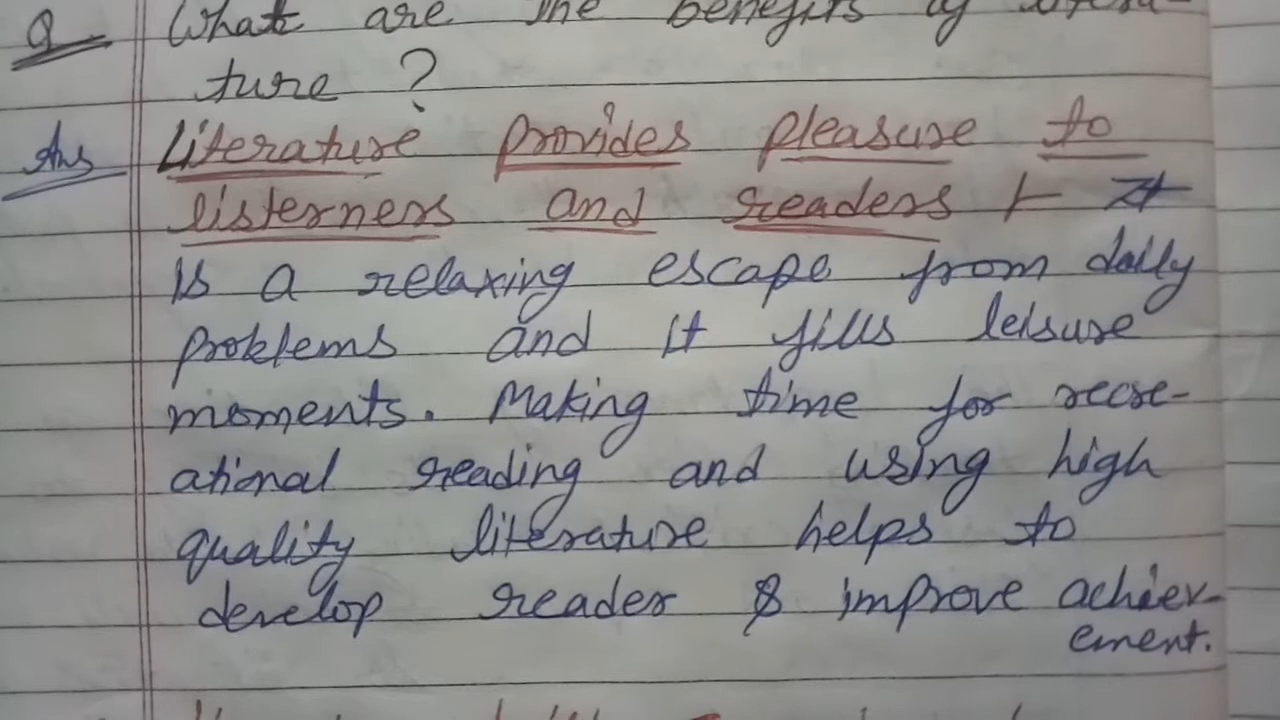 Q What are the benefits of litera-
ture ?
Ans Literature provides pleasure to
listerners and readers :- It
is a relaxing escape from daily
problems and it fills leisure
moments. Making time for recre-
ational reading and using high
quality literature helps to
develop reader & improve achiev-
ement.